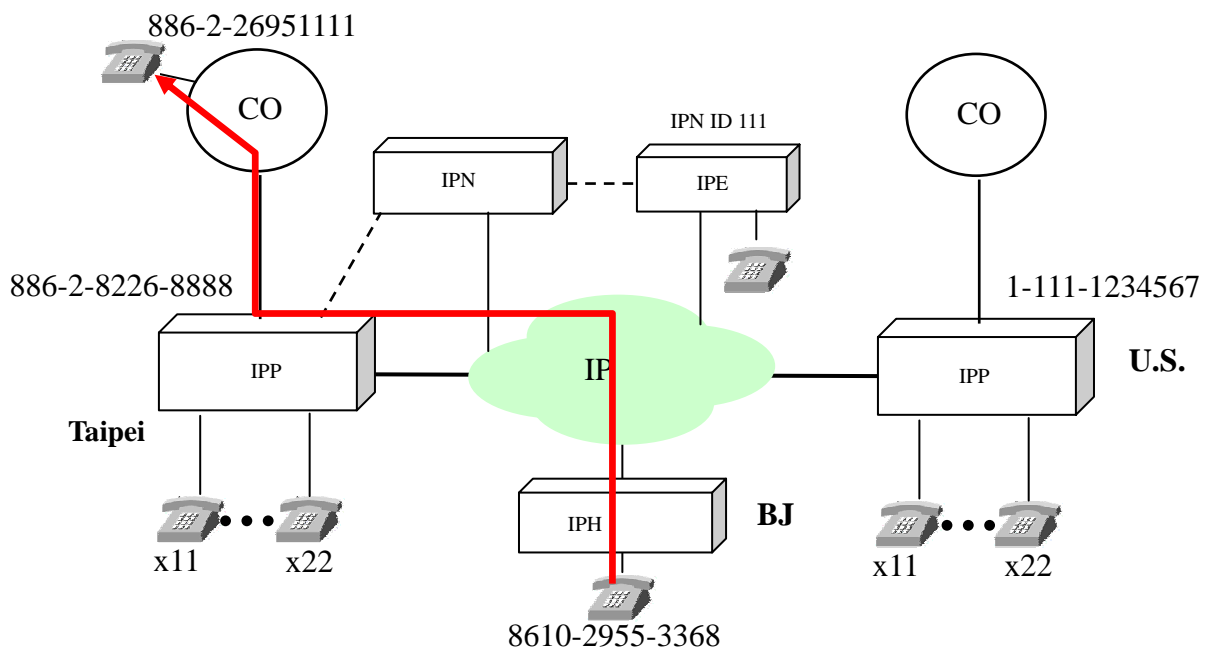 886-2-26951111
CO
CO
IPN ID 111
IPN
IPE
886-2-8226-8888
1-111-1234567
IPP
IP
IPP
U.S.
Taipei
IPH
BJ
x11
x22
x11
x22
8610-2955-3368